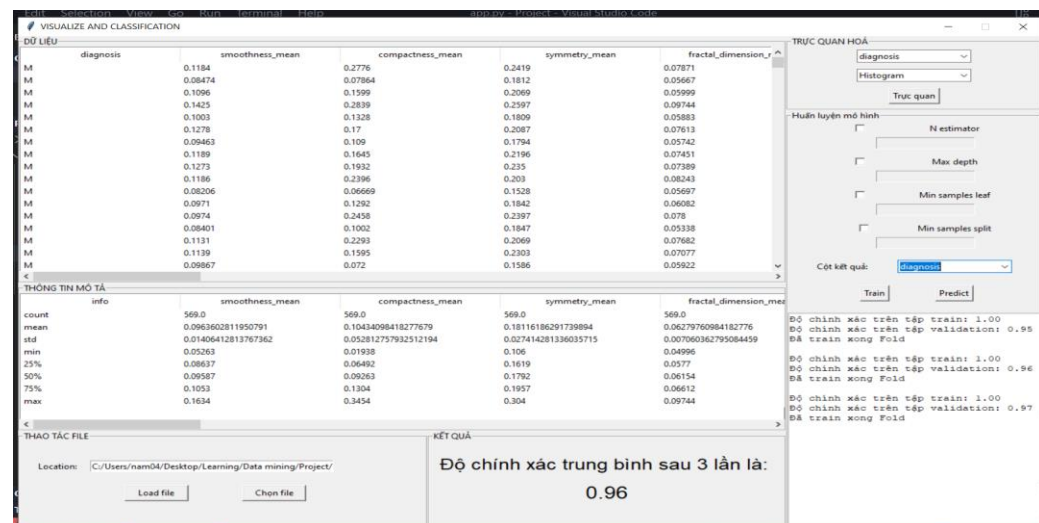 Edit Selection View Go Run Terminal Help app.py - Project - Visual Studio Code
VISUALIZE AND CLASSIFICATION
DỮ LIỆU
diagnosis smoothness_mean compactness_mean symmetry_mean fractal_dimension_r
M 0.1184 0.2776 0.2419 0.07871
M 0.08474 0.07864 0.1812 0.05667
M 0.1096 0.1599 0.2069 0.05999
M 0.1425 0.2839 0.2597 0.09744
M 0.1003 0.1328 0.1809 0.05883
M 0.1278 0.17 0.2087 0.07613
M 0.09463 0.109 0.1794 0.05742
M 0.1189 0.1645 0.2196 0.07451
M 0.1273 0.1932 0.235 0.07389
M 0.1186 0.2396 0.203 0.08243
M 0.08206 0.06669 0.1528 0.05697
M 0.0971 0.1292 0.1842 0.06082
M 0.0974 0.2458 0.2397 0.078
M 0.08401 0.1002 0.1847 0.05338
M 0.1131 0.2293 0.2069 0.07682
M 0.1139 0.1595 0.2303 0.07077
M 0.09867 0.072 0.1586 0.05922
THÔNG TIN MÔ TẢ
info smoothness_mean compactness_mean symmetry_mean fractal_dimension_mea
count 569.0 569.0 569.0 569.0
mean 0.0963602811950791 0.10434098418277679 0.18116186291739894 0.06279760984182776
std 0.01406412813767362 0.052812757932512194 0.027414281336035715 0.007060362795084459
min 0.05263 0.01938 0.106 0.04996
25% 0.08637 0.06492 0.1619 0.0577
50% 0.09587 0.09263 0.1792 0.06154
75% 0.1053 0.1304 0.1957 0.06612
max 0.1634 0.3454 0.304 0.09744
THAO TÁC FILE
Location: C:/Users/nam04/Desktop/Learning/Data mining/Project/
Load file Chọn file
KẾT QUẢ
Độ chính xác trung bình sau 3 lần là:
0.96
TRỰC QUAN HOÁ
diagnosis
Histogram
Trực quan
Huấn luyện mô hình
N estimator
Max depth
Min samples leaf
Min samples split
Cột kết quả: diagnosis
Train Predict
Độ chính xác trên tập train: 1.00
Độ chính xác trên tập validation: 0.95
Đã train xong Fold
Độ chính xác trên tập train: 1.00
Độ chính xác trên tập validation: 0.96
Đã train xong Fold
Độ chính xác trên tập train: 1.00
Độ chính xác trên tập validation: 0.97
Đã train xong Fold